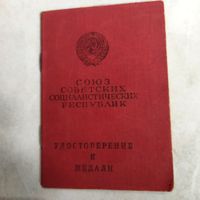 СОЮЗ
СОВЕТСКИХ
СОЦИАЛИСТИЧЕСКИХ
РЕСПУБЛИК
УДОСТОВЕРЕНИЕ
К
МЕДАЛИ